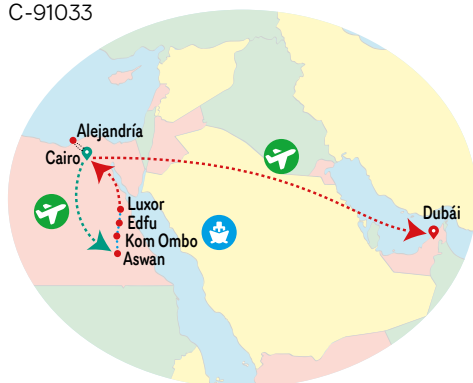 C-91033
Alejandría
Cairo
Luxor
Edfu
Kom Ombo
Aswan
Dubái